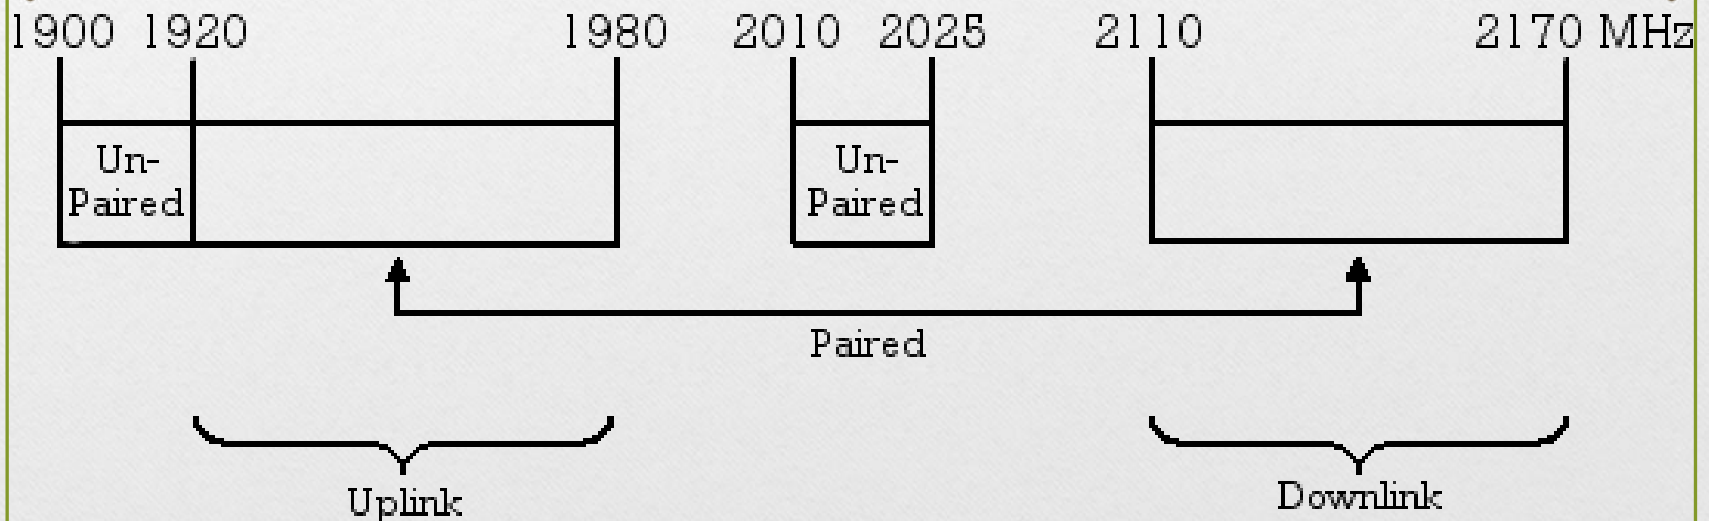 1900 1920 1980 2010 2025 2110 2170 MHz
Un-
Paired
Un-
Paired
Paired
Uplink
Downlink